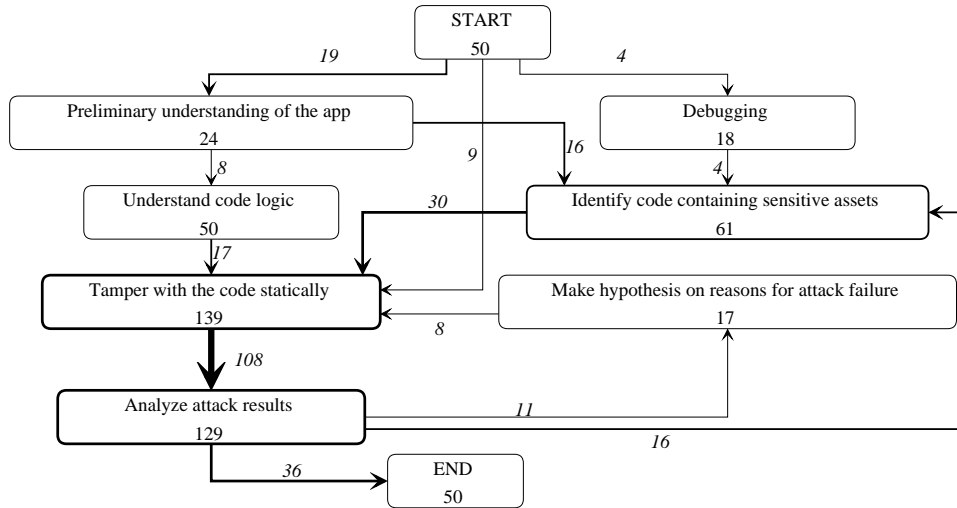 START
50
19
4
Preliminary understanding of the app
24
Debugging
18
9
16
8
4
Understand code logic
50
30
Identify code containing sensitive assets
61
17
Tamper with the code statically
139
Make hypothesis on reasons for attack failure
17
8
108
Analyze attack results
129
11
16
36
END
50